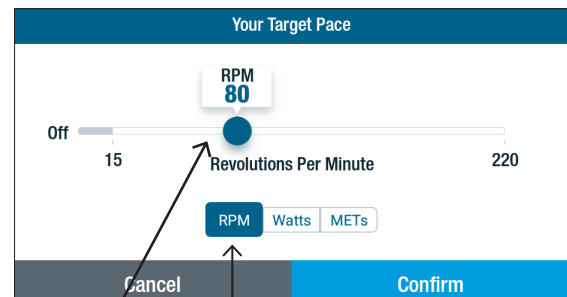 Your Target Pace
RPM
80
Off
15
Revolutions Per Minute
220
RPM Watts METs
Cancel Confirm